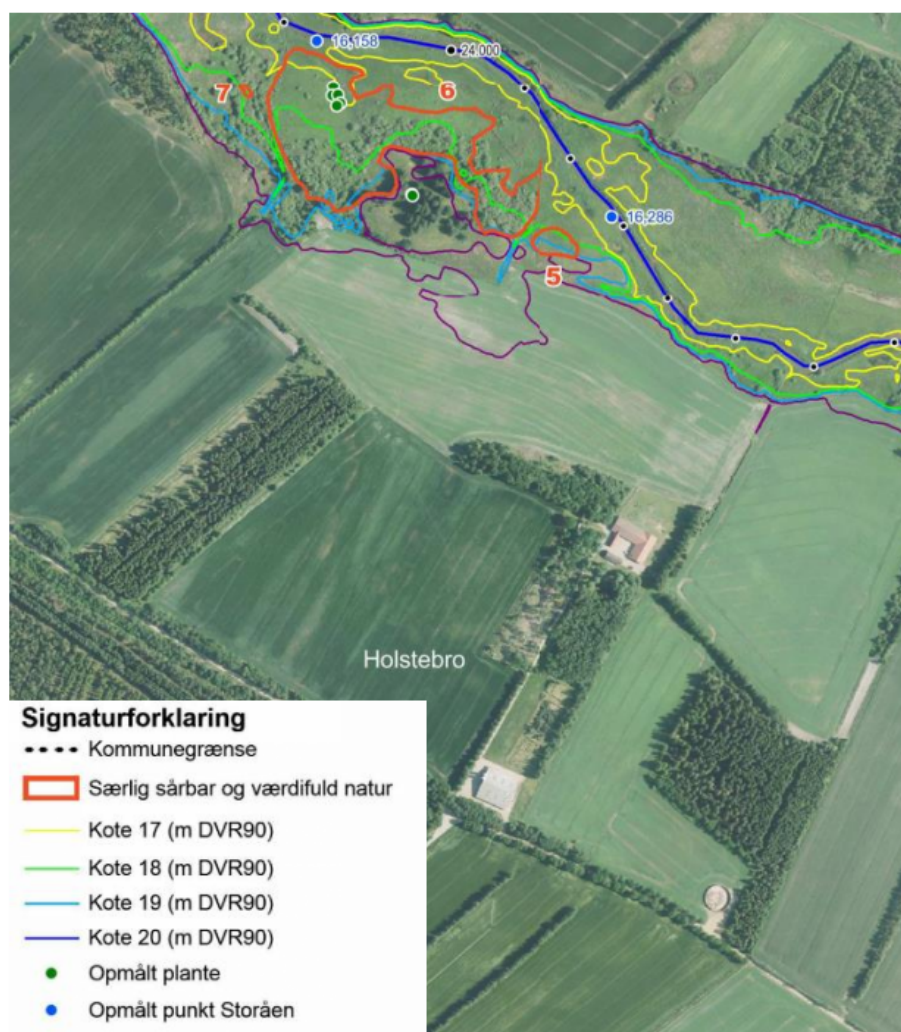 16,158
24.000
7
6
16,286
5
Holstebro
Signaturforklaring
Kommunegrænse
Særlig sårbar og værdifuld natur
Kote 17 (m DVR90)
Kote 18 (m DVR90)
Kote 19 (m DVR90)
Kote 20 (m DVR90)
Opmålt plante
Opmålt punkt Storåen